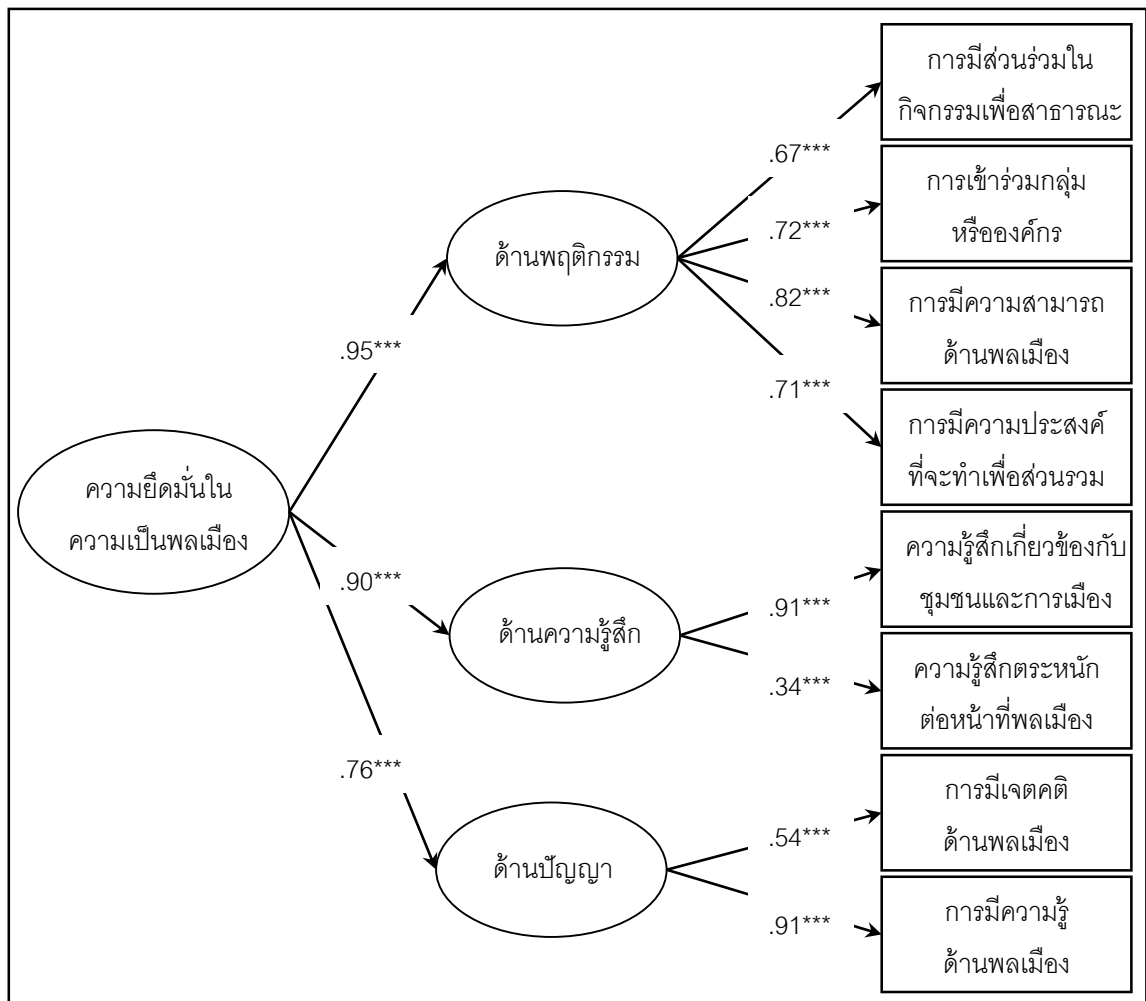 การมีส่วนร่วมใน
กิจกรรมเพื่อสาธารณะ
.67***
การเข้าร่วมกลุ่ม
หรือองค์กร
.72***
ด้านพฤติกรรม
.82***
การมีความสามารถ
ด้านพลเมือง
.95***
.71***
การมีความประสงค์
ที่จะทำเพื่อส่วนรวม
ความยึดมั่นใน
ความเป็นพลเมือง
ความรู้สึกเกี่ยวข้องกับ
ชุมชนและการเมือง
.90***
.91***
ด้านความรู้สึก
.34***
ความรู้สึกตระหนัก
ต่อหน้าที่พลเมือง
.76***
การมีเจตคติ
ด้านพลเมือง
.54***
ด้านปัญญา
.91***
การมีความรู้
ด้านพลเมือง